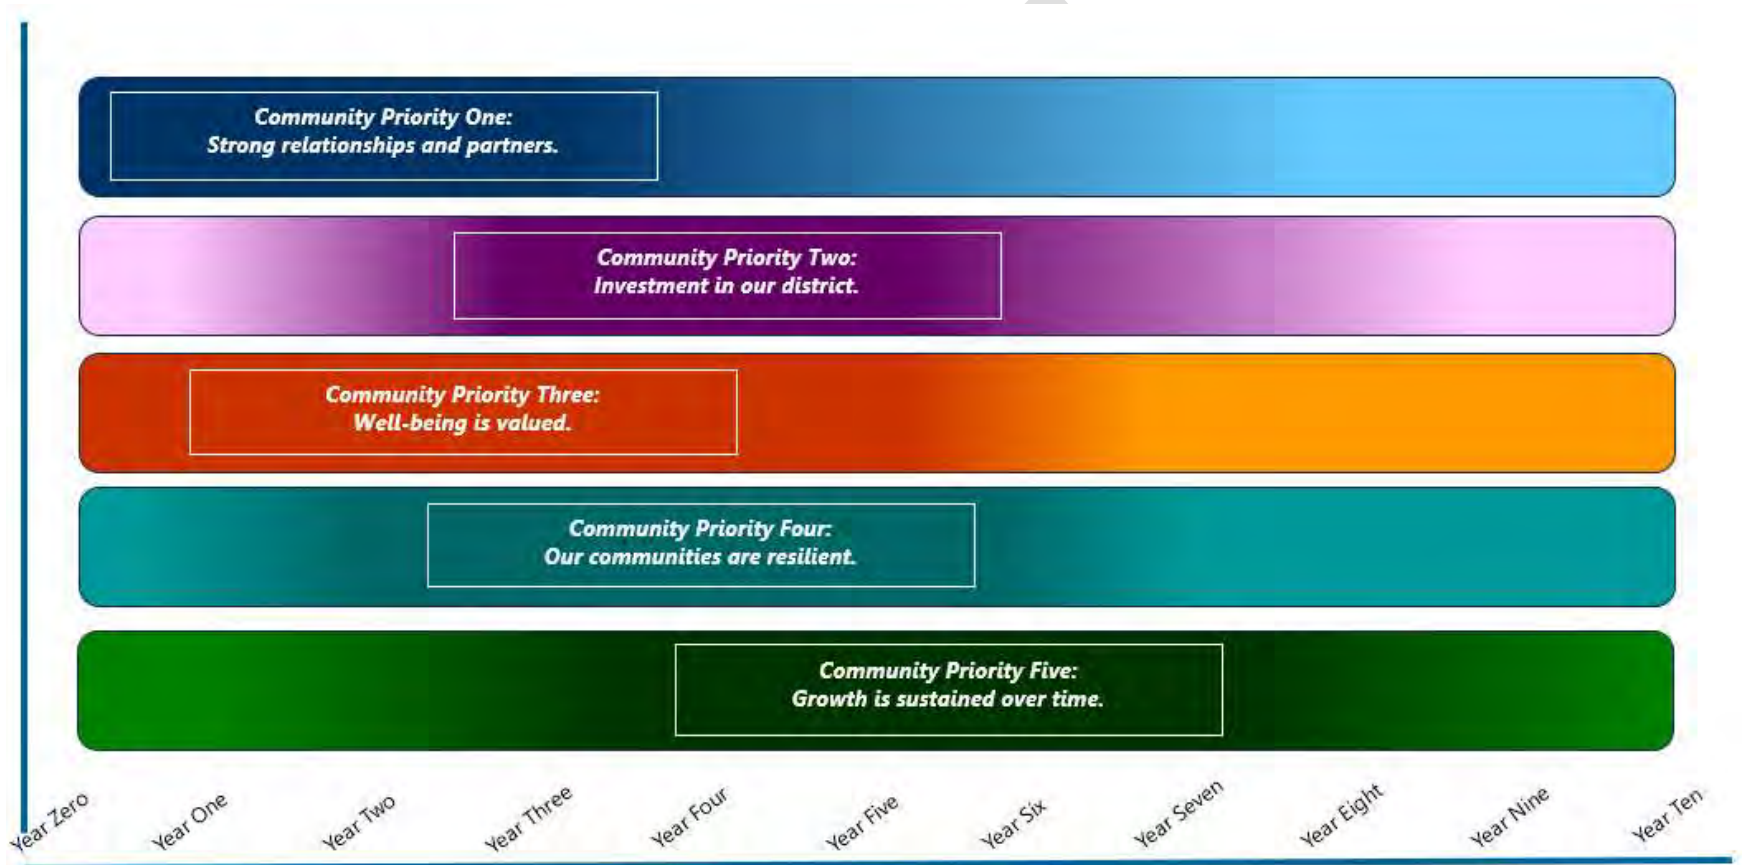 Community Priority One:
Strong relationships and partners.
Community Priority Two:
Investment in our district.
Community Priority Three:
Well-being is valued.
Community Priority Four:
Our communities are resilient.
Community Priority Five:
Growth is sustained over time.
Year Zero
Year One
Year Two
Year Three
Year Four
Year Five
Year Six
Year Seven
Year Eight
Year Nine
Year Ten